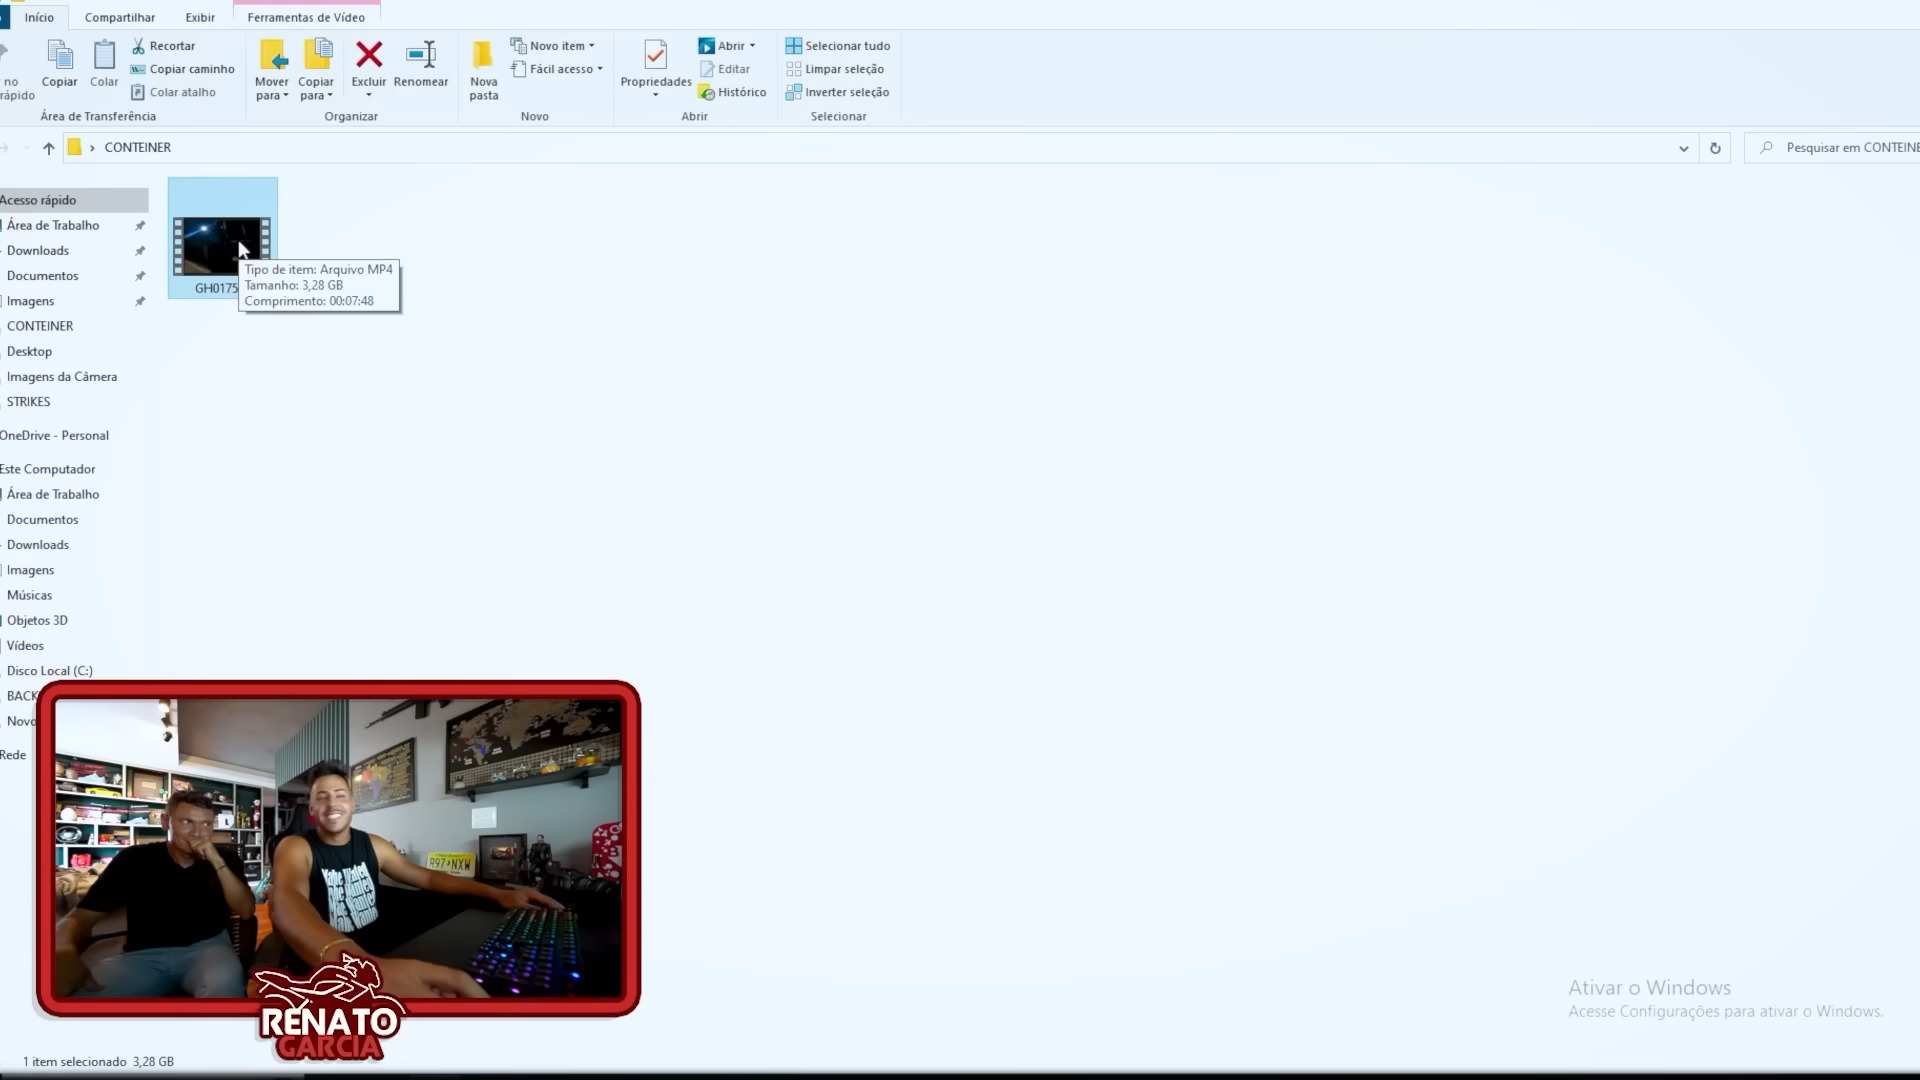 Início Compartilhar Exibir Ferramentas de Vídeo
Recortar Novo item Abrir Selecionar tudo
Copiar caminho Fácil acesso Editar Limpar seleção
Copiar Colar Mover Copiar Excluir Renomear Nova Propriedades
no
rápido para para pasta
Colar atalho Histórico Inverter seleção
Área de Transferência Organizar Novo Abrir Selecionar
CONTEINER Pesquisar em CONTEINE
Acesso rápido
Área de Trabalho
Downloads
Documentos
Imagens
CONTEINER
Desktop
Imagens da Câmera
STRIKES
OneDrive - Personal
Este Computador
Área de Trabalho
Documentos
Downloads
Imagens
Músicas
Objetos 3D
Vídeos
Disco Local (C:)
BACK
Novo
Rede
GH0175
Tipo de item: Arquivo MP4
Tamanho: 3,28 GB
Comprimento: 00:07:48
R97 NXW
RENATO
GARCIA
Ativar o Windows
Acesse Configurações para ativar o Windows.
1 item selecionado 3,28 GB